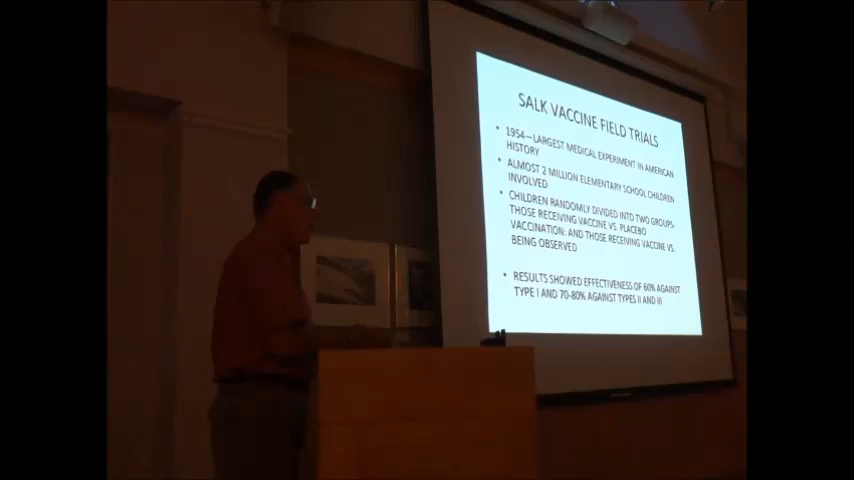 SALK VACCINE FIELD TRIALS
• 1954—LARGEST MEDICAL EXPERIMENT IN AMERICAN
HISTORY
• ALMOST 2 MILLION ELEMENTARY SCHOOL CHILDREN
INVOLVED
• CHILDREN RANDOMLY DIVIDED INTO TWO GROUPS-
THOSE RECEIVING VACCINE VS. PLACEBO
VACCINATION: AND THOSE RECEIVING VACCINE VS.
BEING OBSERVED
• RESULTS SHOWED EFFECTIVENESS OF 60% AGAINST
TYPE I AND 70-80% AGAINST TYPES II AND III